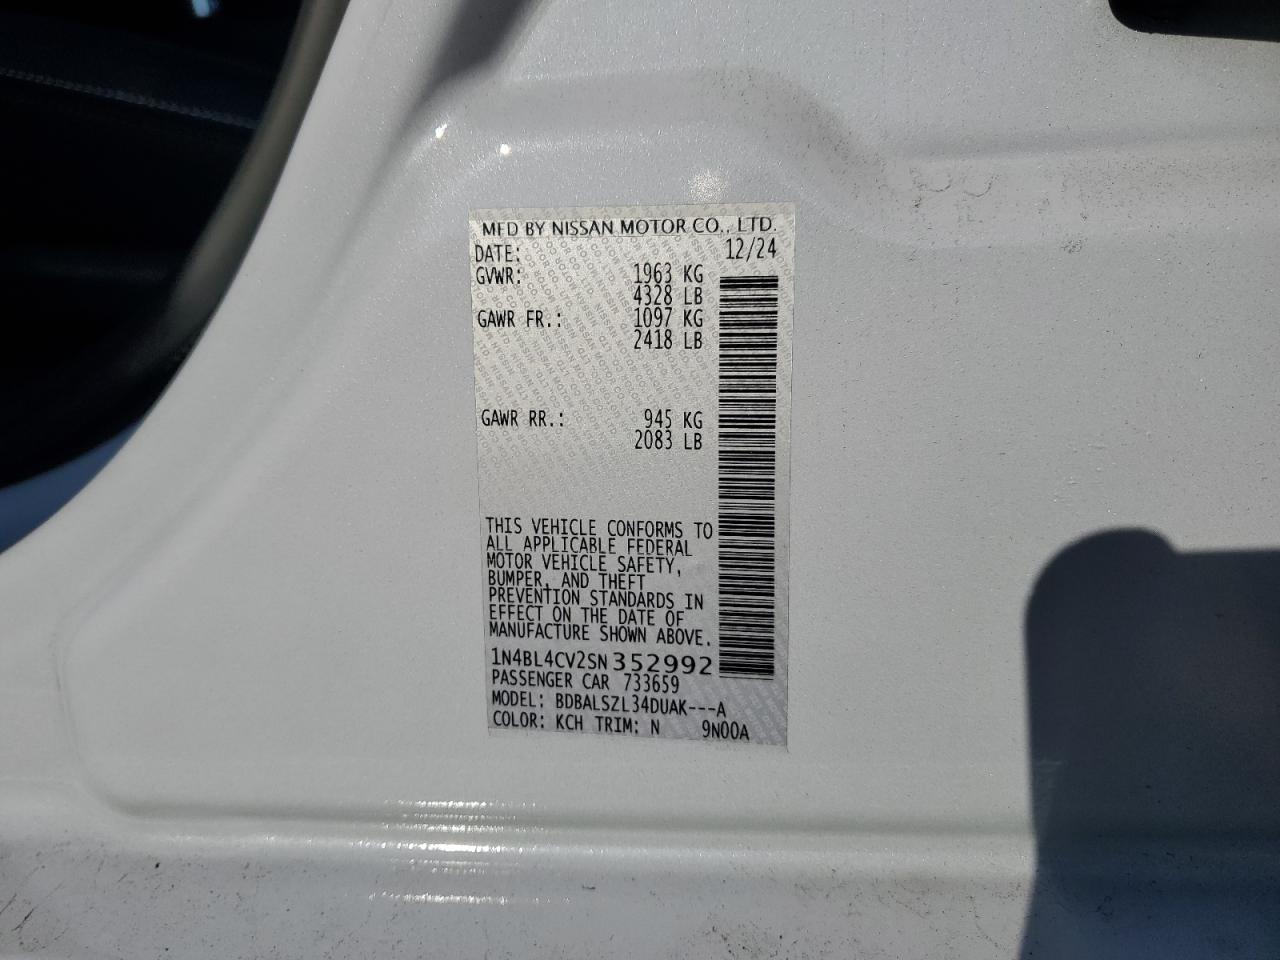 MFD BY NISSAN MOTOR CO., LTD.
DATE: 12/24
GVWR: 1963 KG
4328 LB
GAWR FR.: 1097 KG
2418 LB
GAWR RR.: 945 KG
2083 LB
THIS VEHICLE CONFORMS TO
ALL APPLICABLE FEDERAL
MOTOR VEHICLE SAFETY,
BUMPER, AND THEFT
PREVENTION STANDARDS IN
EFFECT ON THE DATE OF
MANUFACTURE SHOWN ABOVE.
1N4BL4CV2SN352992
PASSENGER CAR 733659
MODEL: BDBALSZL34DUAK---A
COLOR: KCH TRIM: N 9N00A